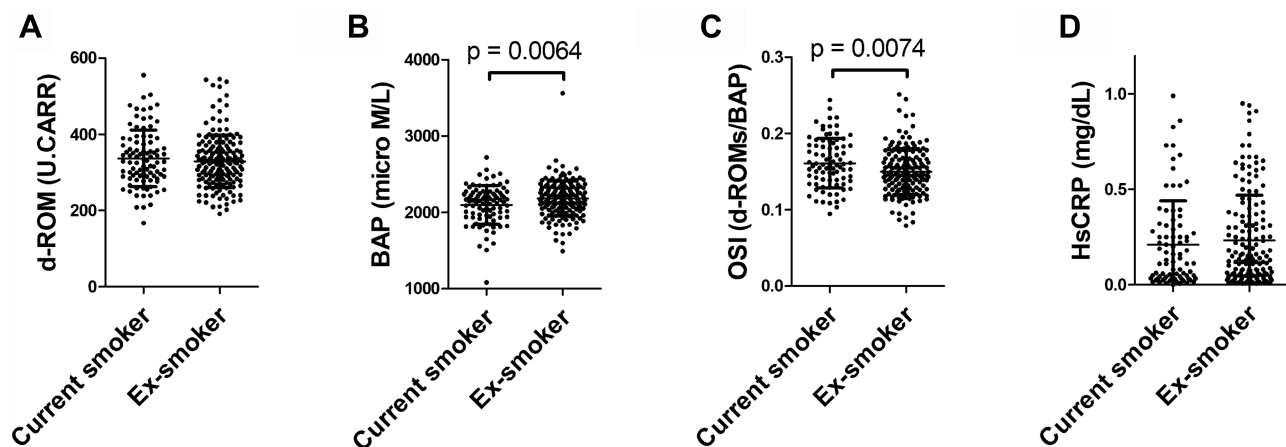 A
d-ROM (U.CARR)
600
400
200
0
Current smoker
Ex-smoker
B
p = 0.0064
BAP (micro M/L)
4000
3000
2000
1000
Current smoker
Ex-smoker
C
p = 0.0074
OSI (d-ROMs/BAP)
0.3
0.2
0.1
0.0
Current smoker
Ex-smoker
D
HsCRP (mg/dL)
1.0
0.5
0.0
Current smoker
Ex-smoker